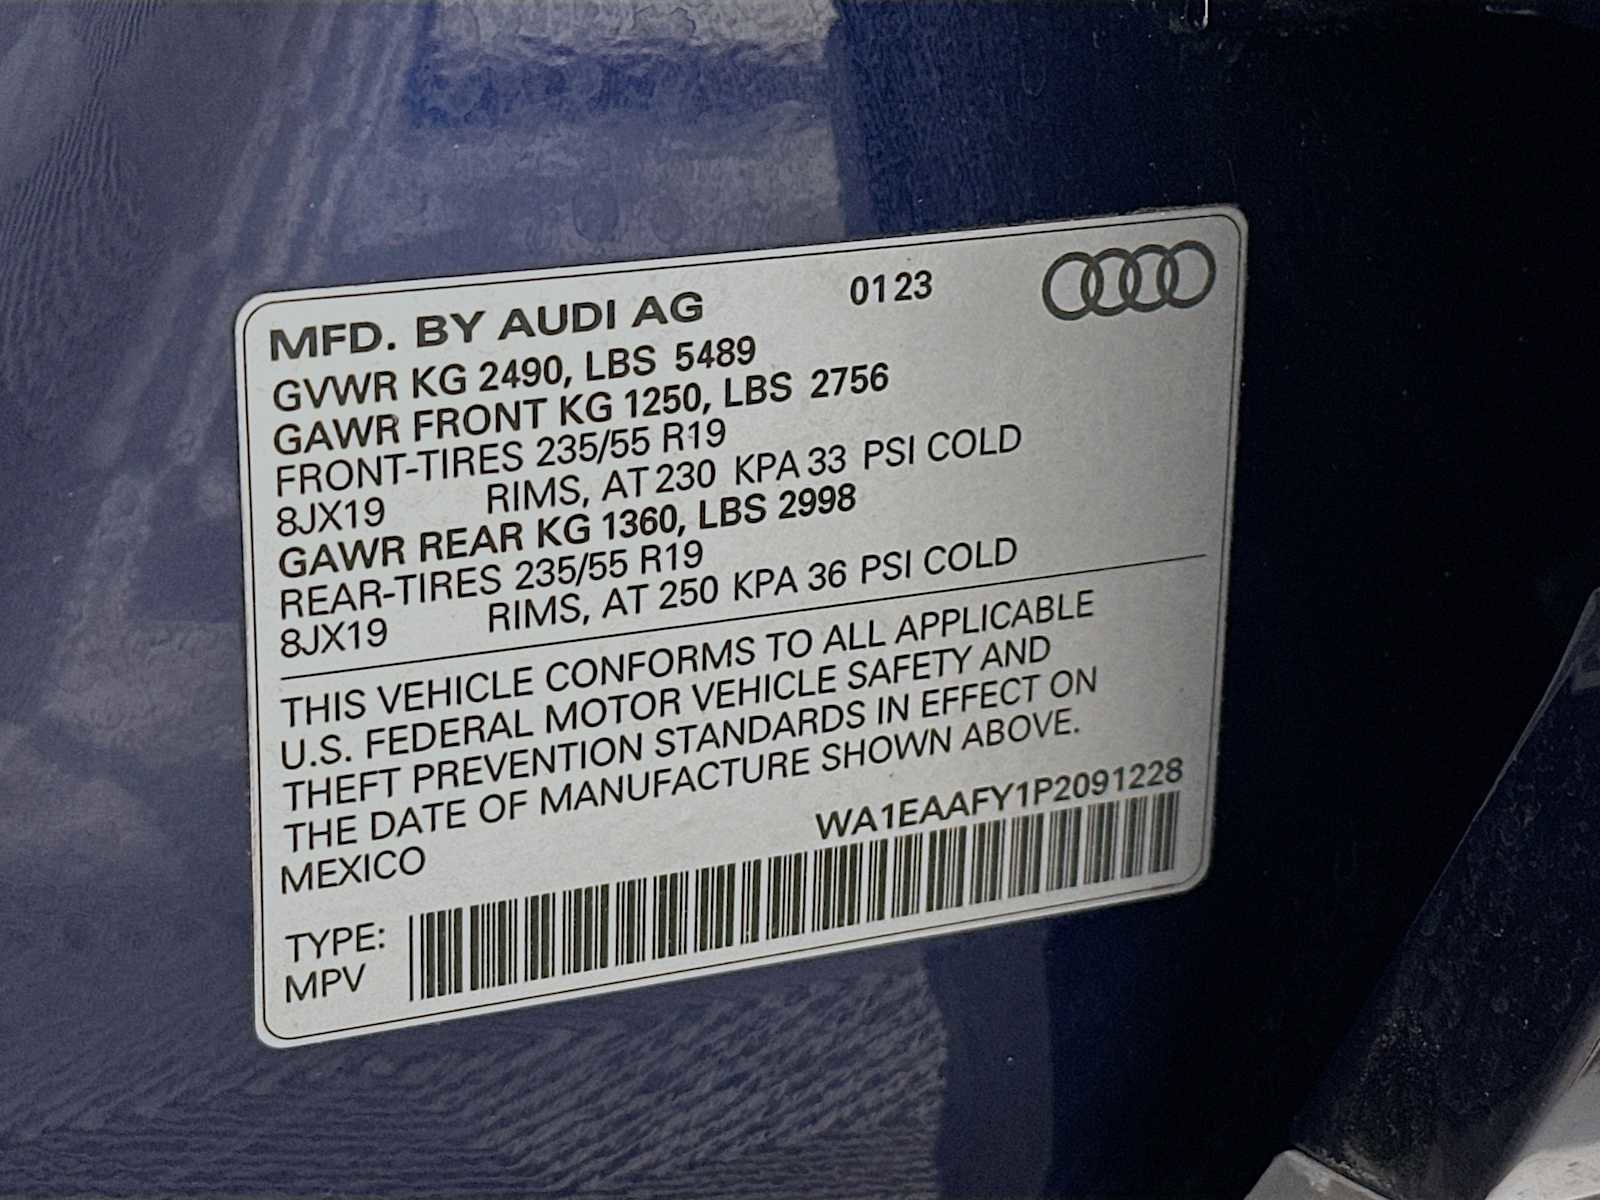 MFD. BY AUDI AG 0123
GVWR KG 2490, LBS 5489
GAWR FRONT KG 1250, LBS 2756
FRONT-TIRES 235/55 R19
8JX19 RIMS, AT 230 KPA 33 PSI COLD
GAWR REAR KG 1360, LBS 2998
REAR-TIRES 235/55 R19
8JX19 RIMS, AT 250 KPA 36 PSI COLD
THIS VEHICLE CONFORMS TO ALL APPLICABLE
U.S. FEDERAL MOTOR VEHICLE SAFETY AND
THEFT PREVENTION STANDARDS IN EFFECT ON
THE DATE OF MANUFACTURE SHOWN ABOVE.
MEXICO WA1EAAFY1P2091228
TYPE:
MPV